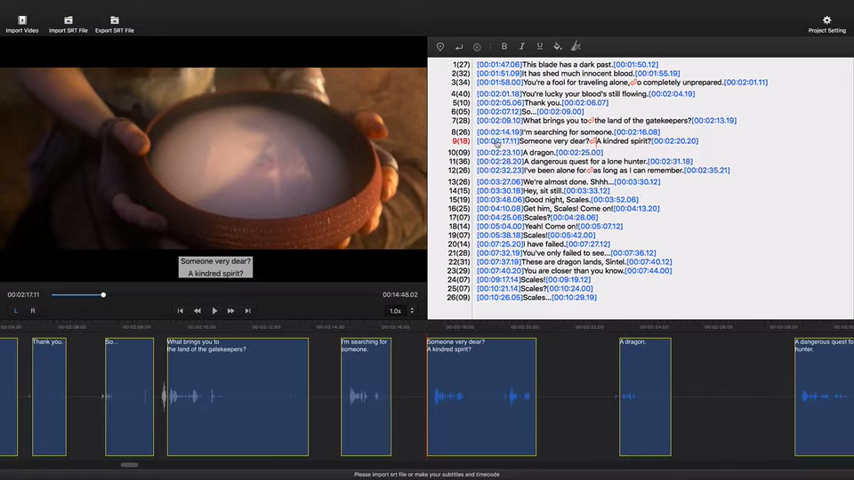 Import Video Import SRT File Export SRT File Project Setting
B I U
1(27) [00:01:47.06]This blade has a dark past.[00:01:50.12]
2(32) [00:01:51.09]It has shed much innocent blood.[00:01:55.19]
3(34) [00:01:58.00]You're a fool for traveling alone,⏎o completely unprepared.[00:02:01.11]
4(40) [00:02:01.18]You're lucky your blood's still flowing.[00:02:04.19]
5(10) [00:02:05.06]Thank you.[00:02:06.07]
6(05) [00:02:07.12]So...[00:02:09.00]
7(28) [00:02:09.10]What brings you to⏎the land of the gatekeepers?[00:02:13.19]
8(26) [00:02:14.19]I'm searching for someone.[00:02:16.08]
9(18) [00:02:17.11]Someone very dear?⏎A kindred spirit?[00:02:20.20]
10(09) [00:02:23.10]A dragon.[00:02:25.00]
11(36) [00:02:28.20]A dangerous quest for a lone hunter.[00:02:31.18]
12(26) [00:02:32.23]I've been alone for⏎as long as I can remember.[00:02:35.21]
13(26) [00:03:27.06]We're almost done. Shhh...[00:03:30.12]
14(15) [00:03:30.18]Hey, sit still.[00:03:33.12]
15(19) [00:03:48.06]Good night, Scales.[00:03:52.06]
16(25) [00:04:10.08]Get him, Scales! Come on![00:04:13.20]
17(07) [00:04:25.06]Scales?[00:04:28.06]
18(14) [00:05:04.00]Yeah! Come on![00:05:07.12]
19(07) [00:05:38.18]Scales![00:05:42.00]
20(14) [00:07:25.20]I have failed.[00:07:27.12]
21(28) [00:07:32.19]You've only failed to see...[00:07:36.12]
22(31) [00:07:37.19]These are dragon lands, Sintel.[00:07:40.12]
23(29) [00:07:40.20]You are closer than you know.[00:07:44.00]
24(07) [00:09:17.14]Scales![00:09:19.12]
25(07) [00:10:21.14]Scales?[00:10:24.00]
26(09) [00:10:26.05]Scales...[00:10:29.19]
Someone very dear?
A kindred spirit?
00:02:17.11 00:14:48.02
L R 1.0x
Thank you.
So...
What brings you to
the land of the gatekeepers?
I'm searching for
someone.
Someone very dear?
A kindred spirit?
A dragon.
A dangerous quest fo
hunter.
Please import srt file or make your subtitles and timecode